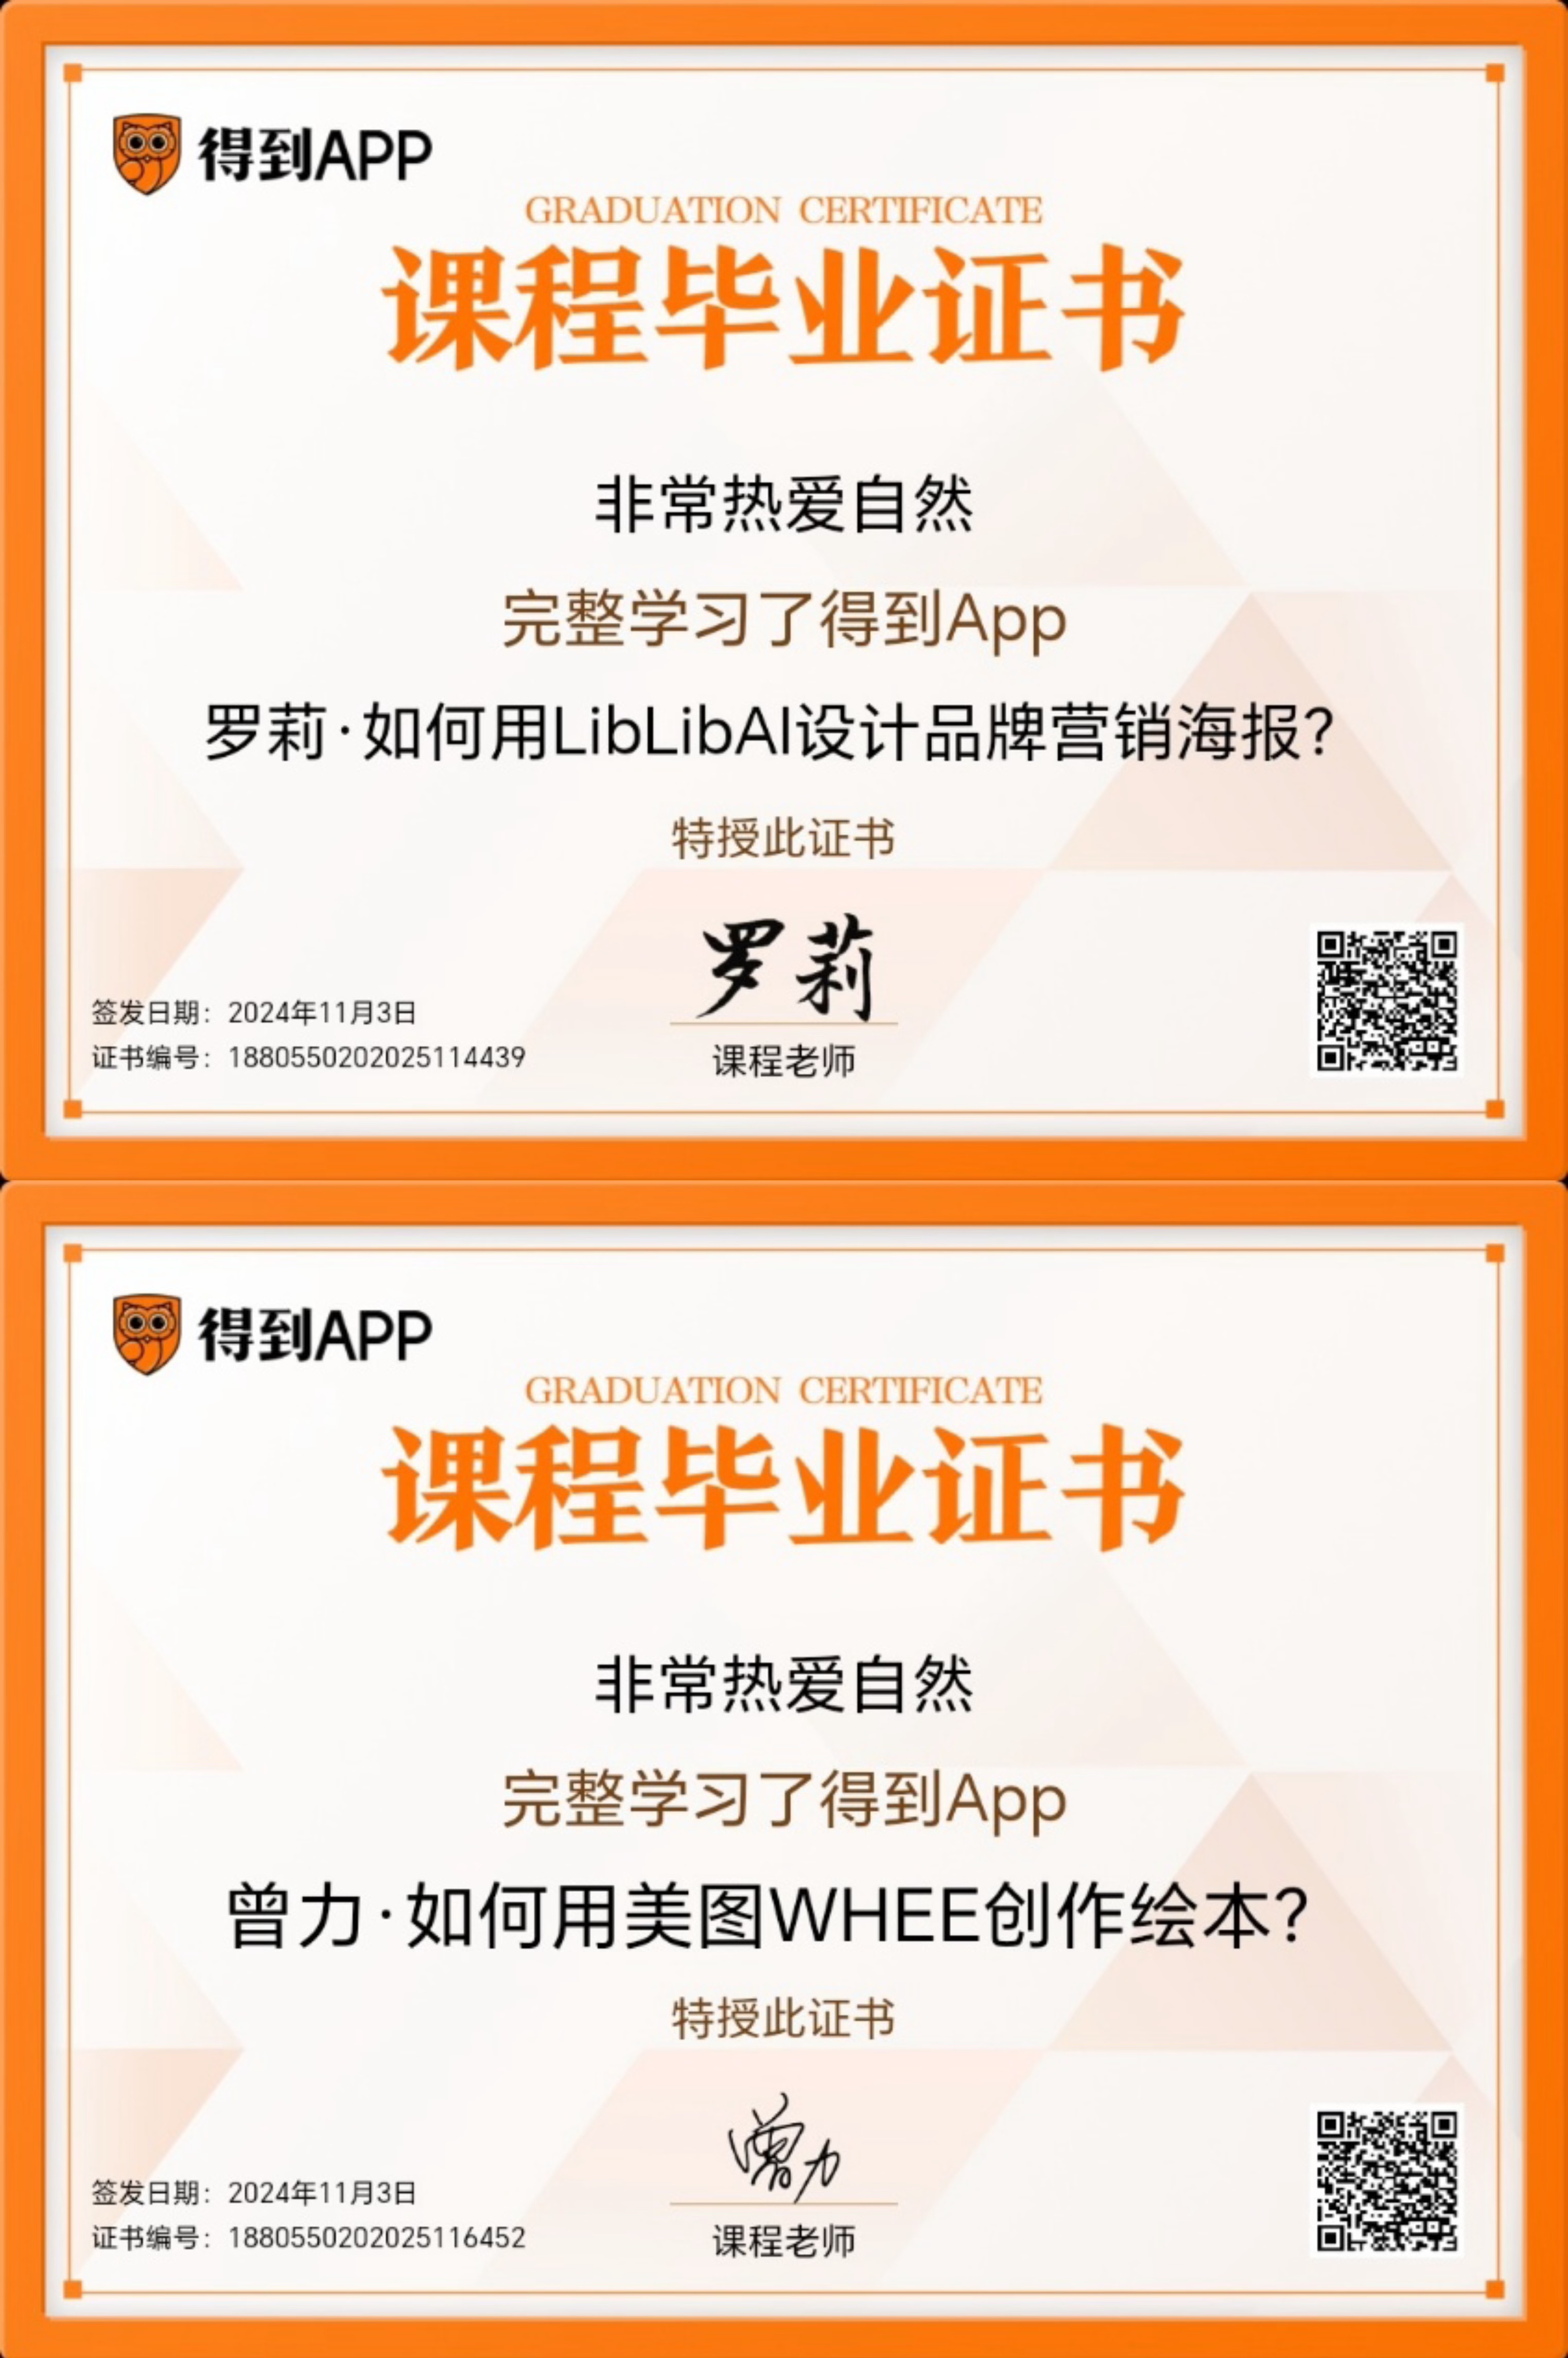 得到APP
GRADUATION CERTIFICATE
课程毕业证书
非常热爱自然
完整学习了得到App
罗莉·如何用LibLibAI设计品牌营销海报？
特授此证书
罗莉
签发日期：2024年11月3日
证书编号：1880550202025114439
课程老师
得到APP
GRADUATION CERTIFICATE
课程毕业证书
非常热爱自然
完整学习了得到App
曾力·如何用美图WHEE创作绘本？
特授此证书
曾力
签发日期：2024年11月3日
证书编号：1880550202025116452
课程老师